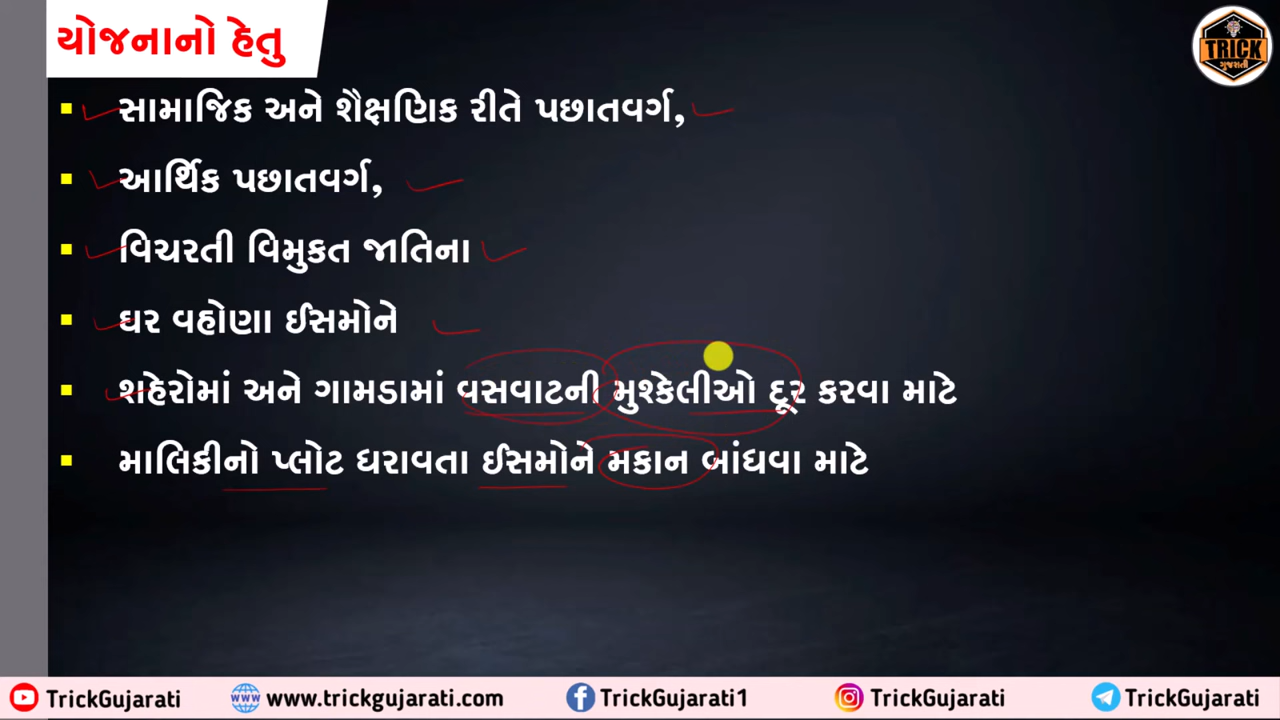 યોજનાનો હેતુ
TRICK
ગુજરાતી
▪ સામાજિક અને શૈક્ષણિક રીતે પછાતવર્ગ,
▪ આર્થિક પછાતવર્ગ,
▪ વિચરતી વિમુકત જાતિના
▪ ઘર વહોણા ઈસમોને
▪ શહેરોમાં અને ગામડામાં વસવાટની મુશ્કેલીઓ દૂર કરવા માટે
▪ માલિકીનો પ્લોટ ધરાવતા ઈસમોને મકાન બાંધવા માટે
TrickGujarati www.trickgujarati.com TrickGujarati1 TrickGujarati TrickGujarati